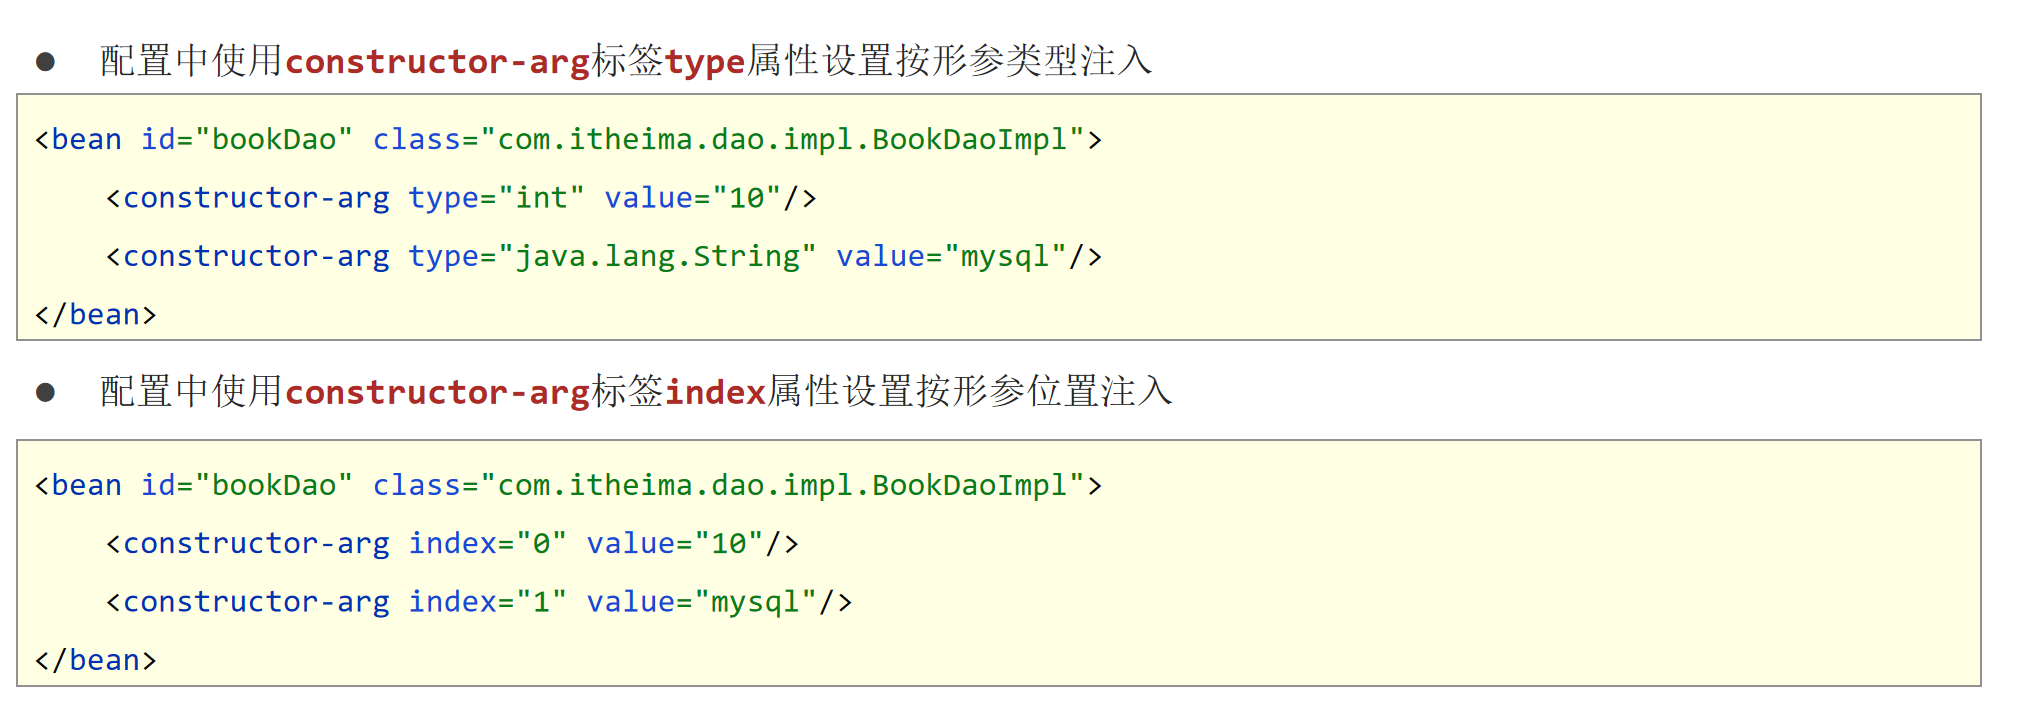 ● 配置中使用constructor-arg标签type属性设置按形参类型注入
<bean id="bookDao" class="com.itheima.dao.impl.BookDaoImpl">
    <constructor-arg type="int" value="10"/>
    <constructor-arg type="java.lang.String" value="mysql"/>
</bean>
● 配置中使用constructor-arg标签index属性设置按形参位置注入
<bean id="bookDao" class="com.itheima.dao.impl.BookDaoImpl">
    <constructor-arg index="0" value="10"/>
    <constructor-arg index="1" value="mysql"/>
</bean>